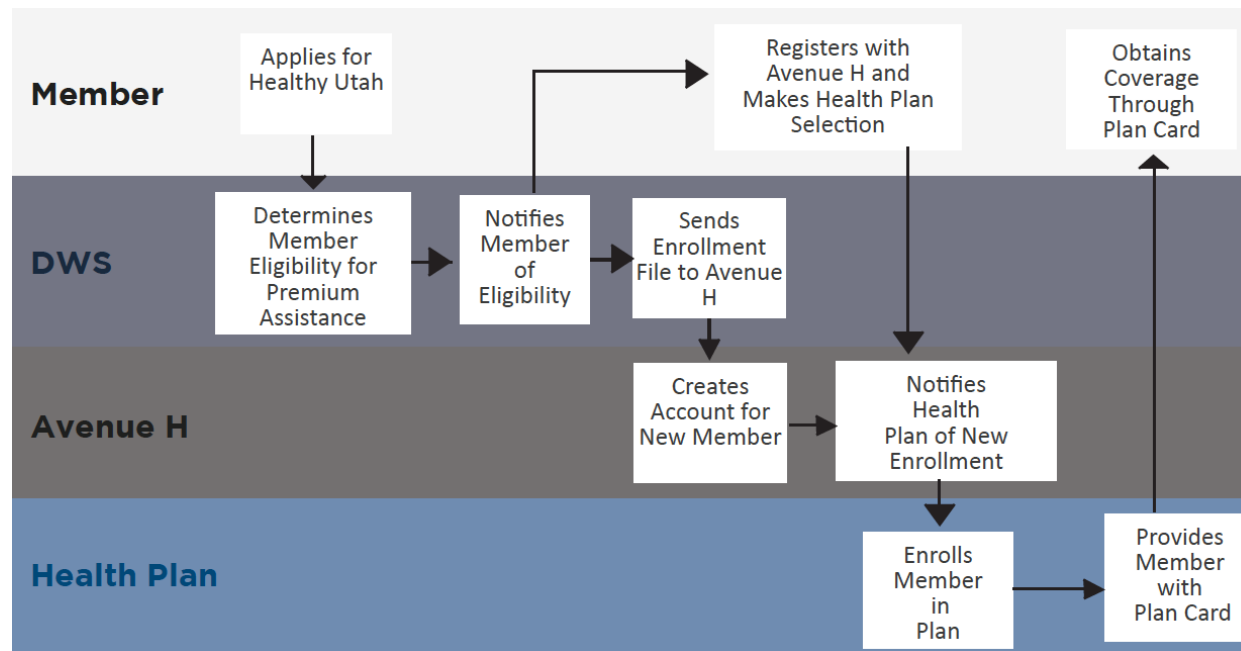 Member
Applies for
Healthy Utah
Registers with
Avenue H and
Makes Health Plan
Selection
Obtains
Coverage
Through
Plan Card
DWS
Determines
Member
Eligibility for
Premium
Assistance
Notifies
Member
of
Eligibility
Sends
Enrollment
File to Avenue
H
Avenue H
Creates
Account for
New Member
Notifies
Health
Plan of New
Enrollment
Health Plan
Enrolls
Member
in
Plan
Provides
Member
with
Plan Card